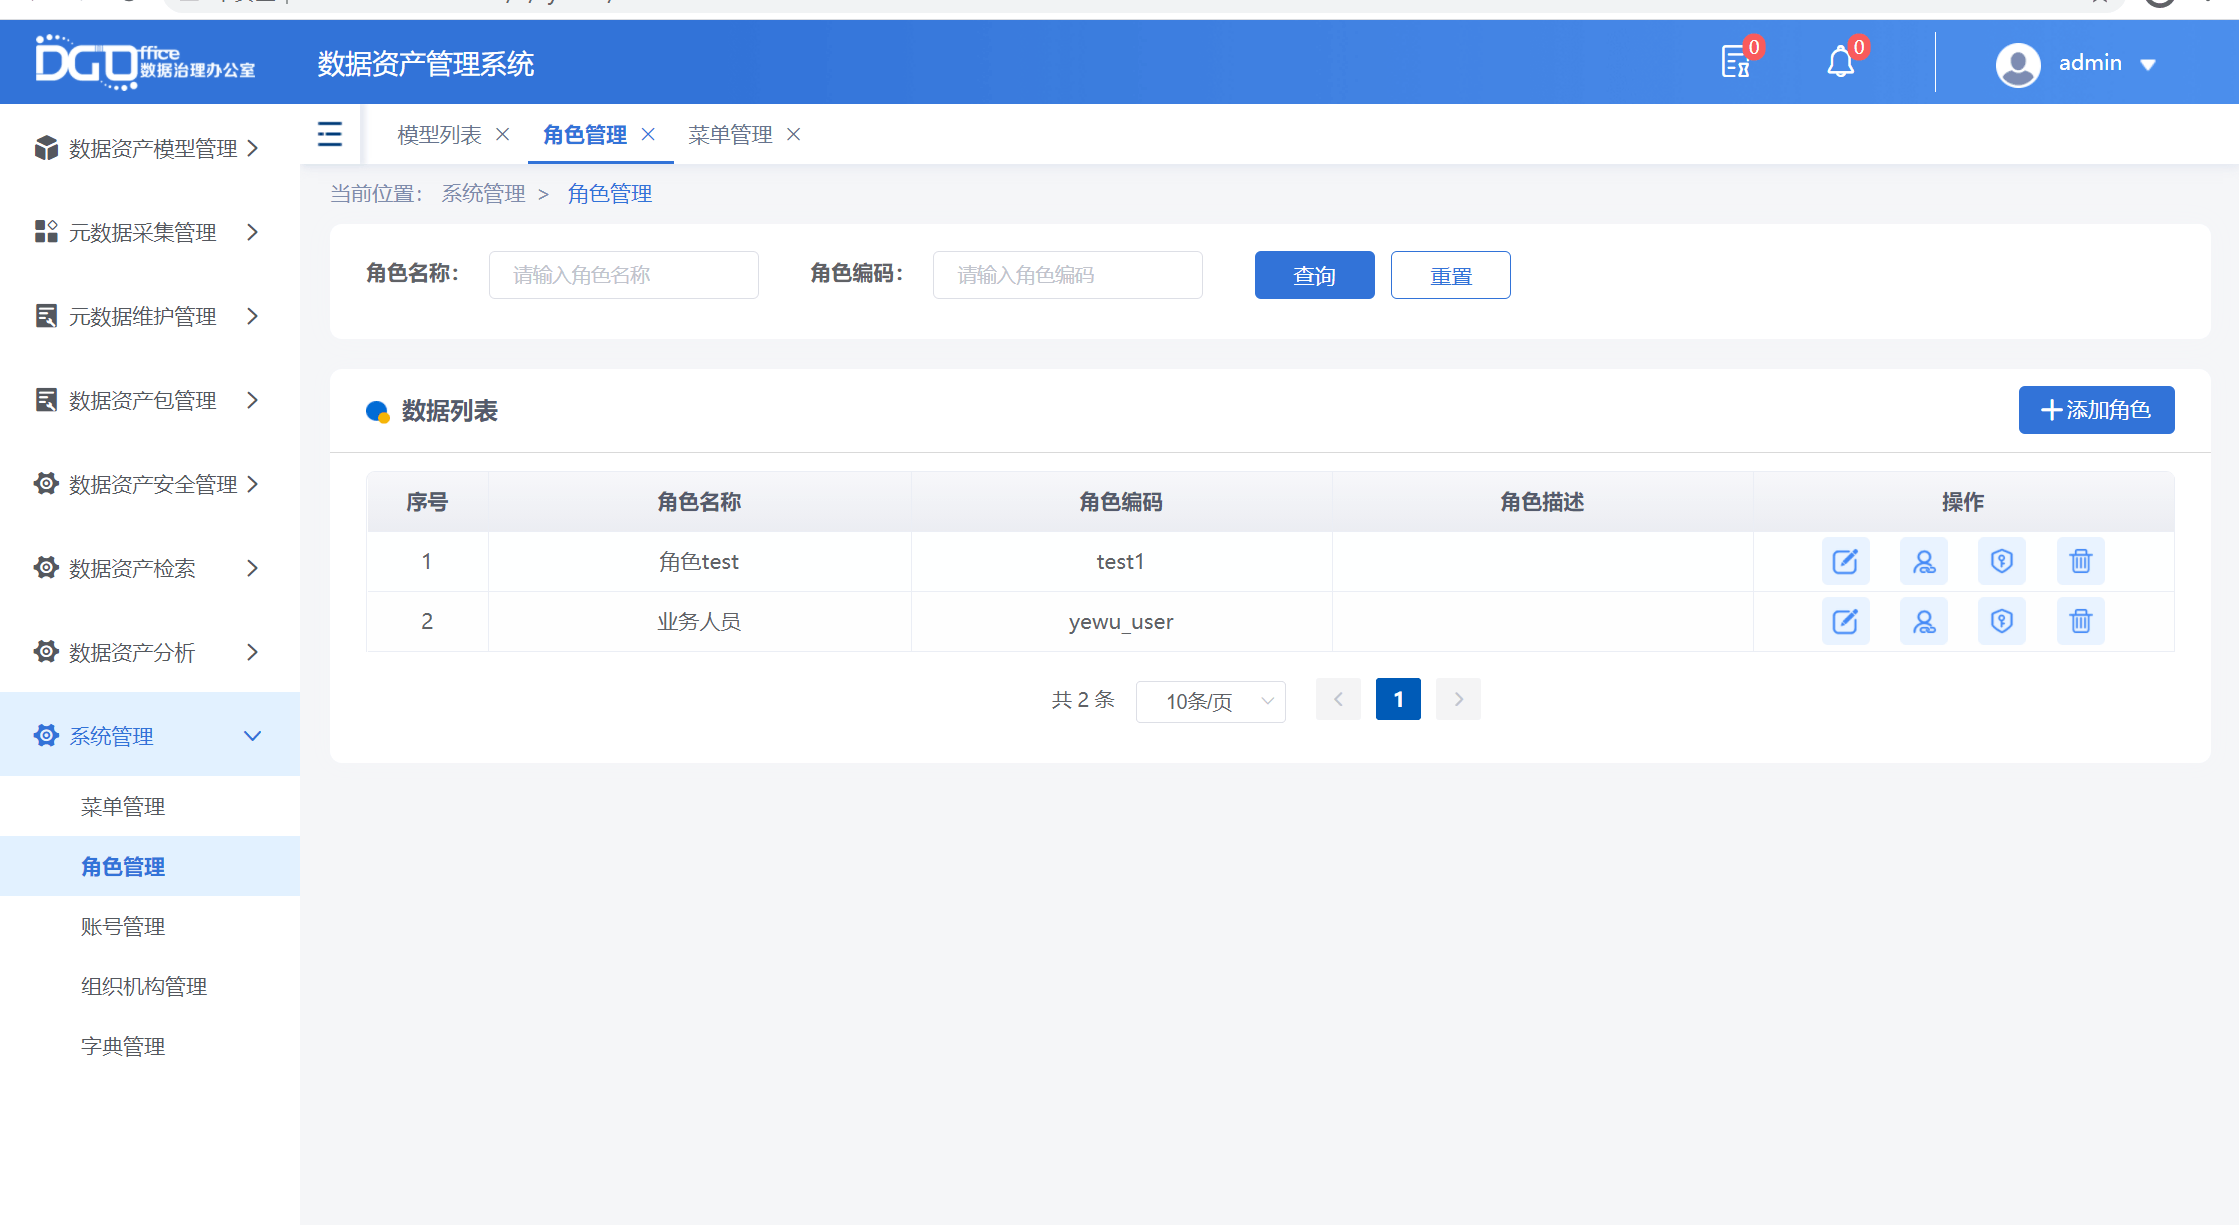 DGOffice
数据治理办公室
数据资产管理系统
0
0
admin
数据资产模型管理
元数据采集管理
元数据维护管理
数据资产包管理
数据资产安全管理
数据资产检索
数据资产分析
系统管理
菜单管理
角色管理
账号管理
组织机构管理
字典管理
模型列表 角色管理 菜单管理
当前位置： 系统管理 > 角色管理
角色名称： 请输入角色名称 角色编码： 请输入角色编码 查询 重置
数据列表 添加角色
序号 角色名称 角色编码 角色描述 操作
1 角色test test1
2 业务人员 yewu_user
共 2 条 10条/页 1